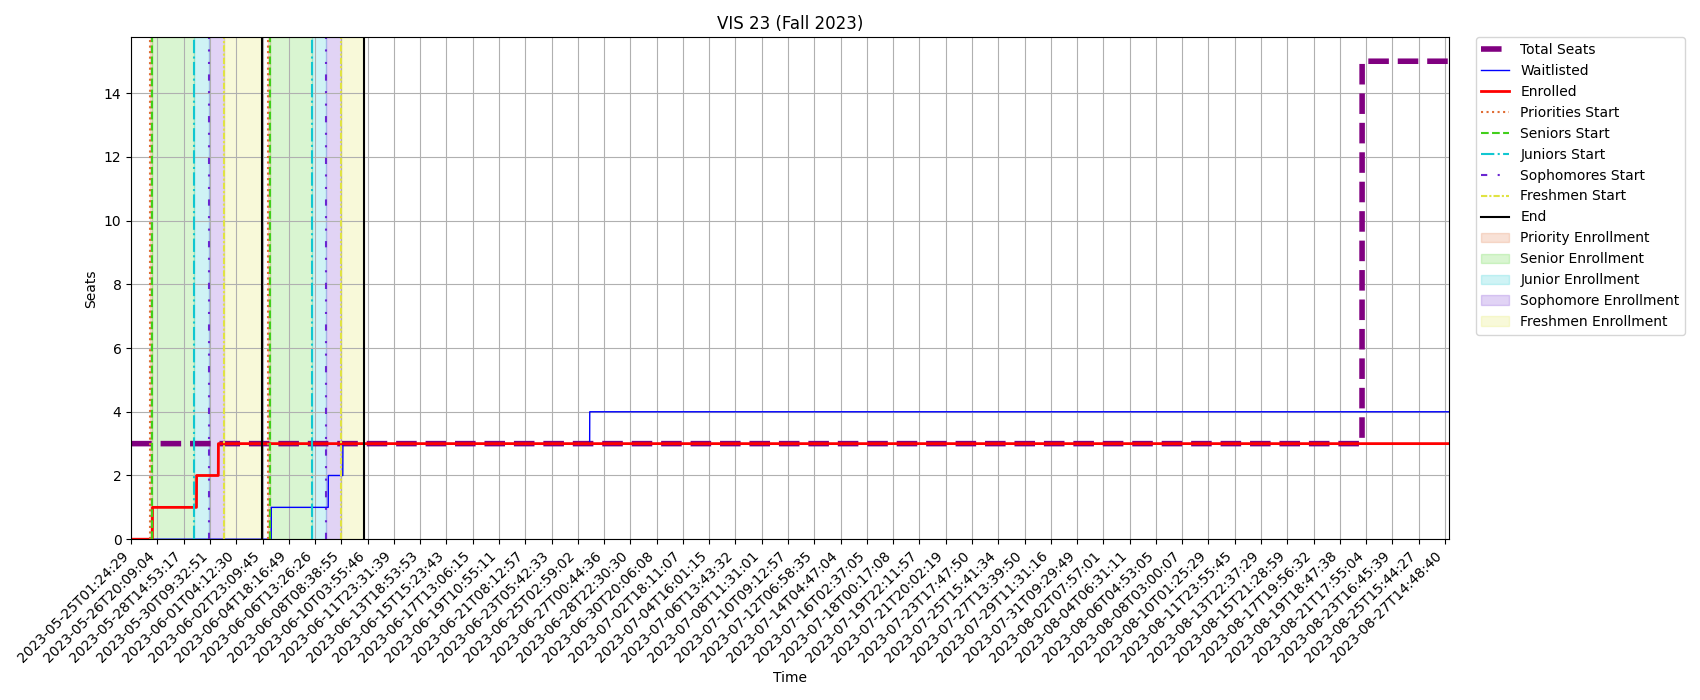 VIS 23 (Fall 2023)
Seats
14
12
10
8
6
4
2
0
2023-05-25T01:24:29
2023-05-26T20:09:04
2023-05-28T14:53:17
2023-05-30T09:32:51
2023-06-01T04:12:30
2023-06-02T23:09:45
2023-06-04T18:16:49
2023-06-06T13:26:26
2023-06-08T08:38:55
2023-06-10T03:55:46
2023-06-11T23:31:39
2023-06-13T18:53:53
2023-06-15T15:23:43
2023-06-17T13:06:15
2023-06-19T10:55:11
2023-06-21T08:12:57
2023-06-23T05:42:33
2023-06-25T02:59:02
2023-06-27T00:44:36
2023-06-28T22:30:30
2023-06-30T20:06:08
2023-07-02T18:11:07
2023-07-04T16:01:15
2023-07-06T13:43:32
2023-07-08T11:31:01
2023-07-10T09:12:57
2023-07-12T06:58:35
2023-07-14T04:47:04
2023-07-16T02:37:05
2023-07-18T00:17:08
2023-07-19T22:11:57
2023-07-21T20:02:19
2023-07-23T17:47:50
2023-07-25T15:41:34
2023-07-27T13:39:50
2023-07-29T11:31:16
2023-07-31T09:29:49
2023-08-02T07:57:01
2023-08-04T06:31:11
2023-08-06T04:53:05
2023-08-08T03:00:07
2023-08-10T01:25:29
2023-08-11T23:55:45
2023-08-13T22:37:29
2023-08-15T21:28:59
2023-08-17T19:56:32
2023-08-19T18:47:38
2023-08-21T17:55:04
2023-08-23T16:45:39
2023-08-25T15:44:27
2023-08-27T14:48:40
Time
Total Seats
Waitlisted
Enrolled
Priorities Start
Seniors Start
Juniors Start
Sophomores Start
Freshmen Start
End
Priority Enrollment
Senior Enrollment
Junior Enrollment
Sophomore Enrollment
Freshmen Enrollment